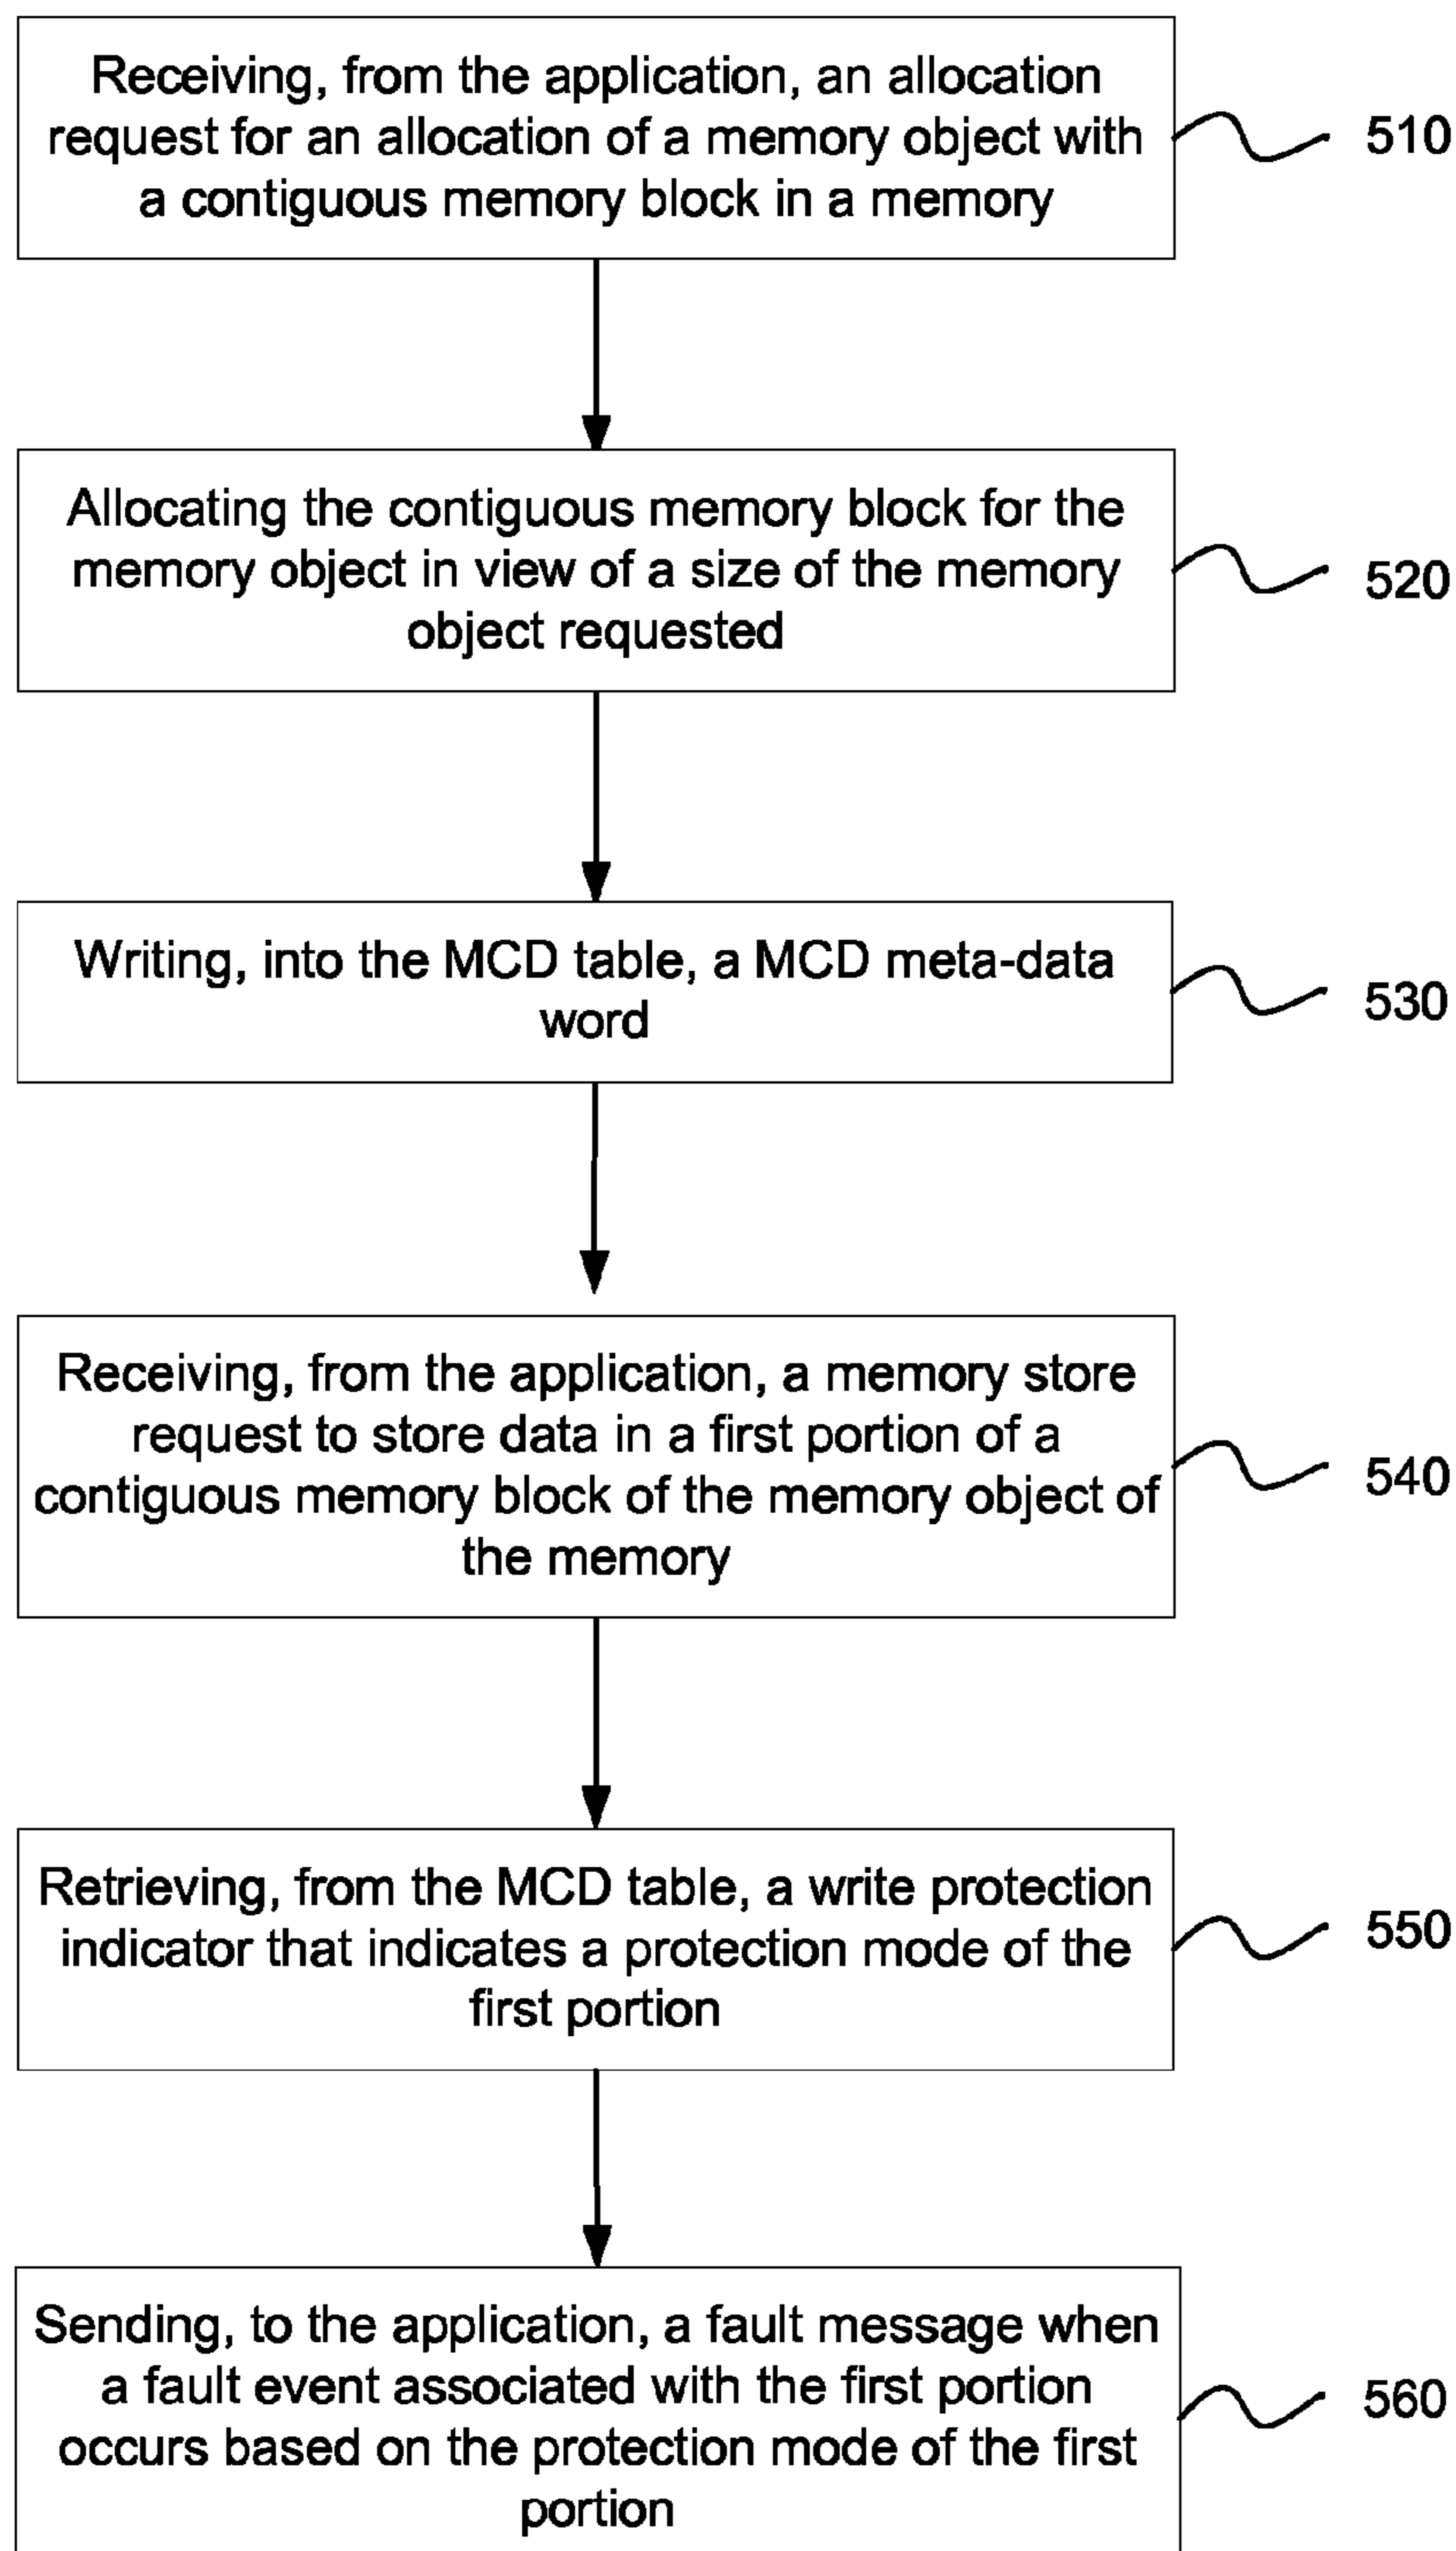 Receiving, from the application, an allocation
request for an allocation of a memory object with
a contiguous memory block in a memory
510
Allocating the contiguous memory block for the
memory object in view of a size of the memory
object requested
520
Writing, into the MCD table, a MCD meta-data
word
530
Receiving, from the application, a memory store
request to store data in a first portion of a
contiguous memory block of the memory object of
the memory
540
Retrieving, from the MCD table, a write protection
indicator that indicates a protection mode of the
first portion
550
Sending, to the application, a fault message when
a fault event associated with the first portion
occurs based on the protection mode of the first
portion
560